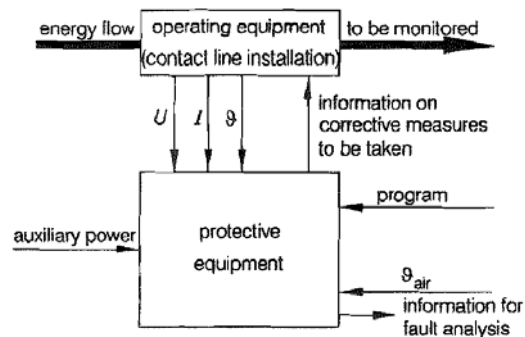 energy flow
operating equipment
(contact line installation)
to be monitored
U
I
ϑ
information on
corrective measures
to be taken
program
auxiliary power
protective
equipment
ϑair
information for
fault analysis